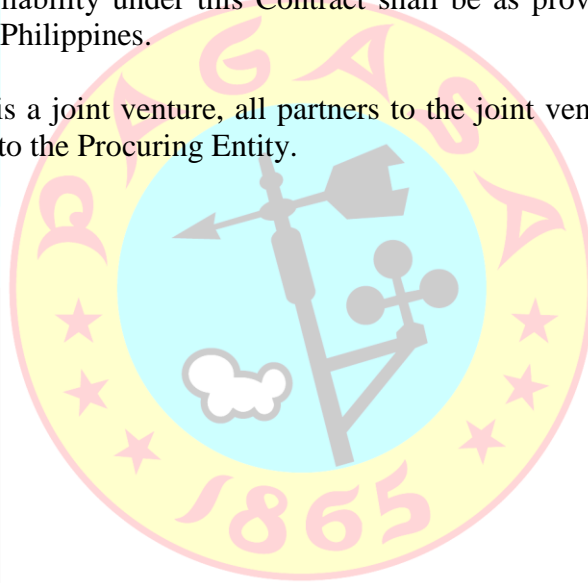 liability under this Contract shall be as prov
Philippines.
is a joint venture, all partners to the joint ven
to the Procuring Entity.
PAGASA
1865